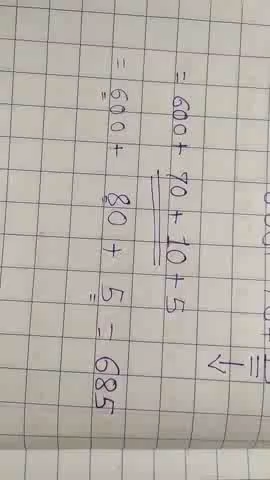 = 600 + 70 + 10 + 5
= 600 + 80 + 5 = 685